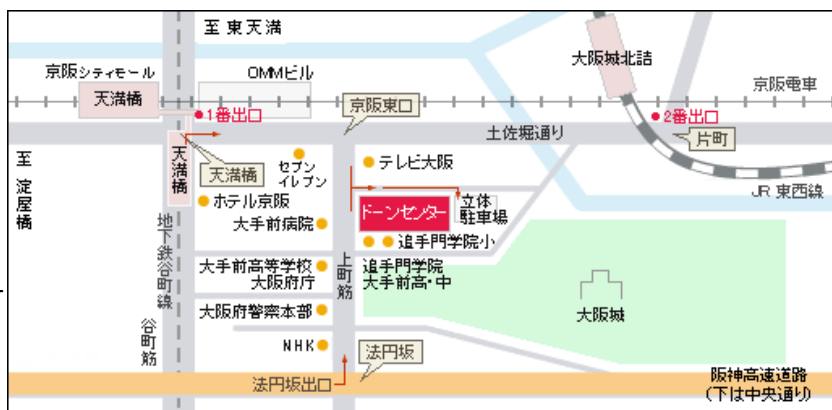 至 東天満
大阪城北詰
京阪シティモール
OMMビル
京阪電車
天満橋
1番出口
京阪東口
2番出口
土佐堀通り
片町
至 淀屋橋
天満橋
天満橋
セブン
イレブン
テレビ大阪
JR 東西線
ホテル京阪
ドーンセンター
立体
駐車場
大手前病院
追手門学院小
地下鉄谷町線
上町筋
大手前高等学校
大阪府庁
追手門学院
大手前高・中
大阪城
大阪府警察本部
谷町筋
NHK
法円坂
法円坂出口
阪神高速道路
(下は中央通り)